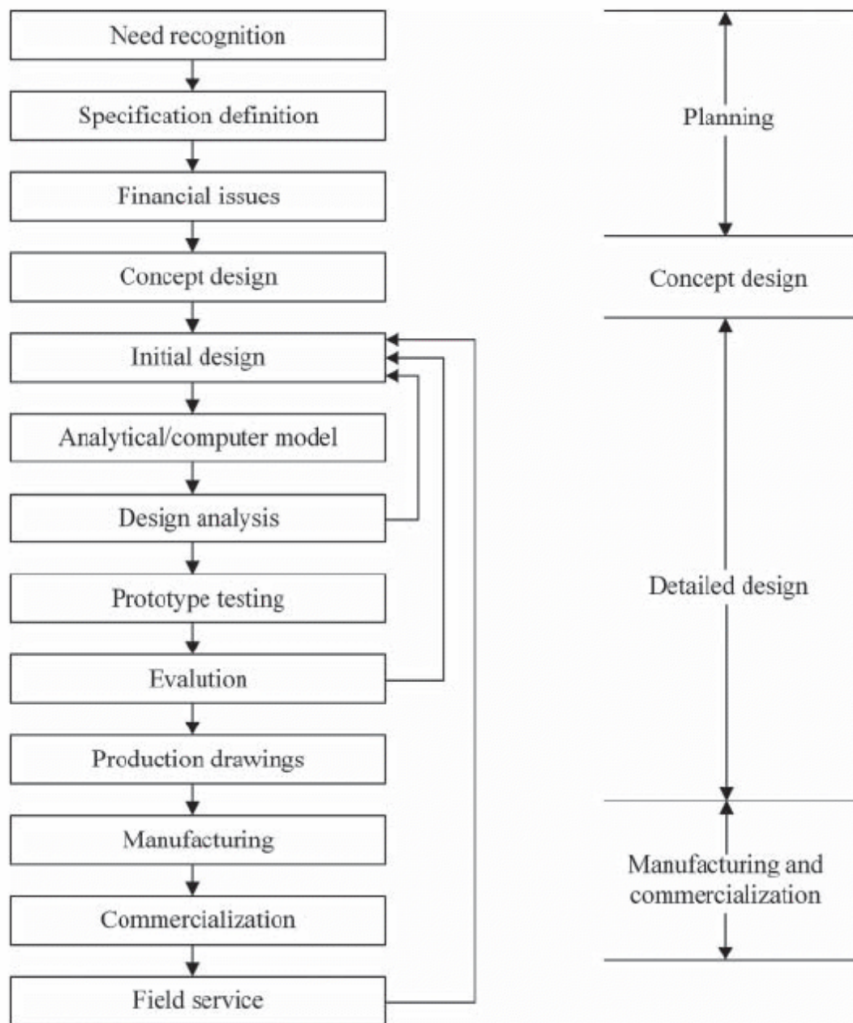 Need recognition
Specification definition
Financial issues
Concept design
Initial design
Analytical/computer model
Design analysis
Prototype testing
Evalution
Production drawings
Manufacturing
Commercialization
Field service
Planning
Concept design
Detailed design
Manufacturing and
commercialization